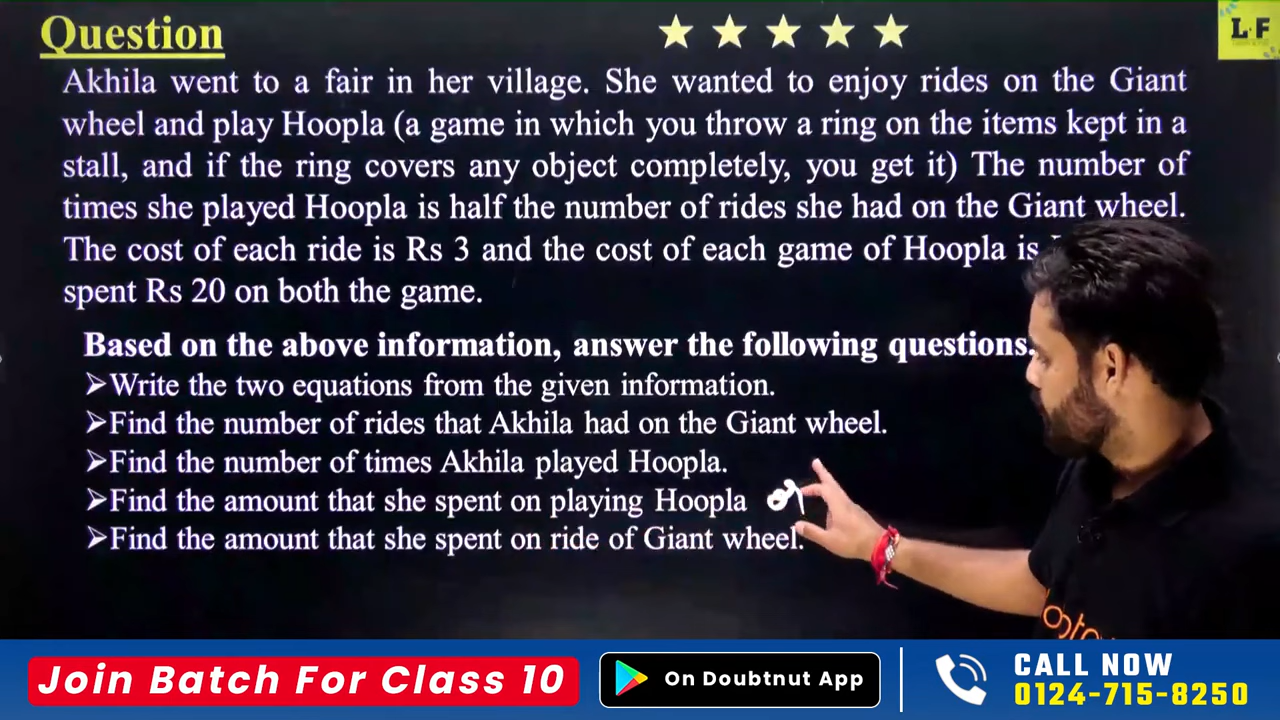 Question
L.F
Akhila went to a fair in her village. She wanted to enjoy rides on the Giant
wheel and play Hoopla (a game in which you throw a ring on the items kept in a
stall, and if the ring covers any object completely, you get it) The number of
times she played Hoopla is half the number of rides she had on the Giant wheel.
The cost of each ride is Rs 3 and the cost of each game of Hoopla is
spent Rs 20 on both the game.
Based on the above information, answer the following questions.
➢Write the two equations from the given information.
➢Find the number of rides that Akhila had on the Giant wheel.
➢Find the number of times Akhila played Hoopla.
➢Find the amount that she spent on playing Hoopla
➢Find the amount that she spent on ride of Giant wheel.
Join Batch For Class 10
On Doubtnut App
CALL NOW
0124-715-8250